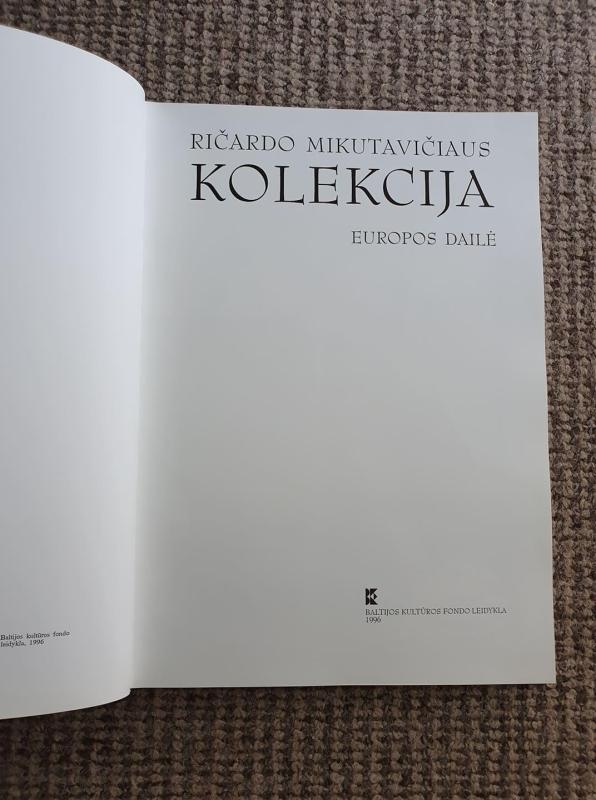 RIČARDO MIKUTAVIČIAUS
KOLEKCIJA
EUROPOS DAILĖ
BALTIJOS KULTŪROS FONDO LEIDYKLA
1996
Baltijos kultūros fondo
leidykla, 1996